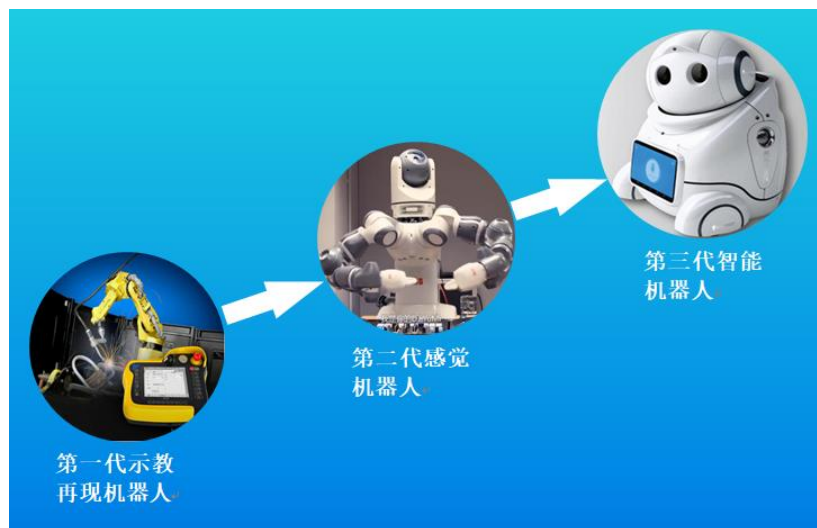 第一代示教
再现机器人
第二代感觉
机器人
第三代智能
机器人